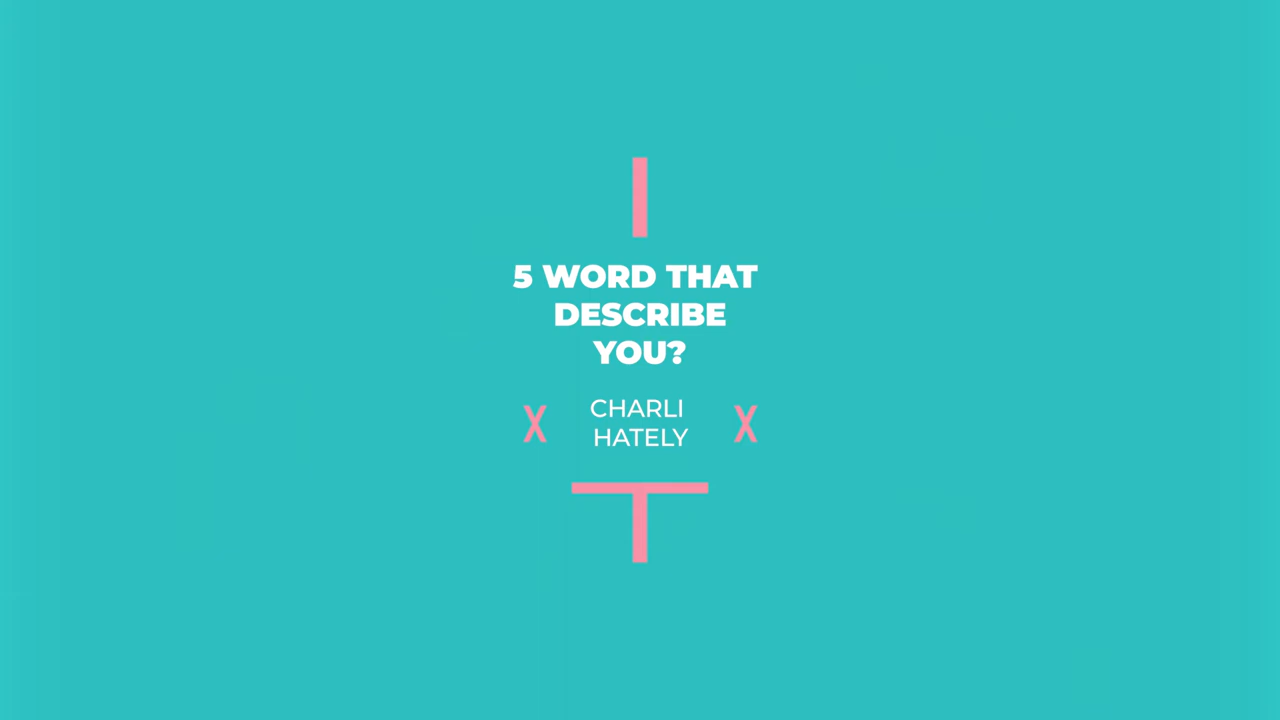 5 WORD THAT
DESCRIBE
YOU?
X CHARLI X
HATELY